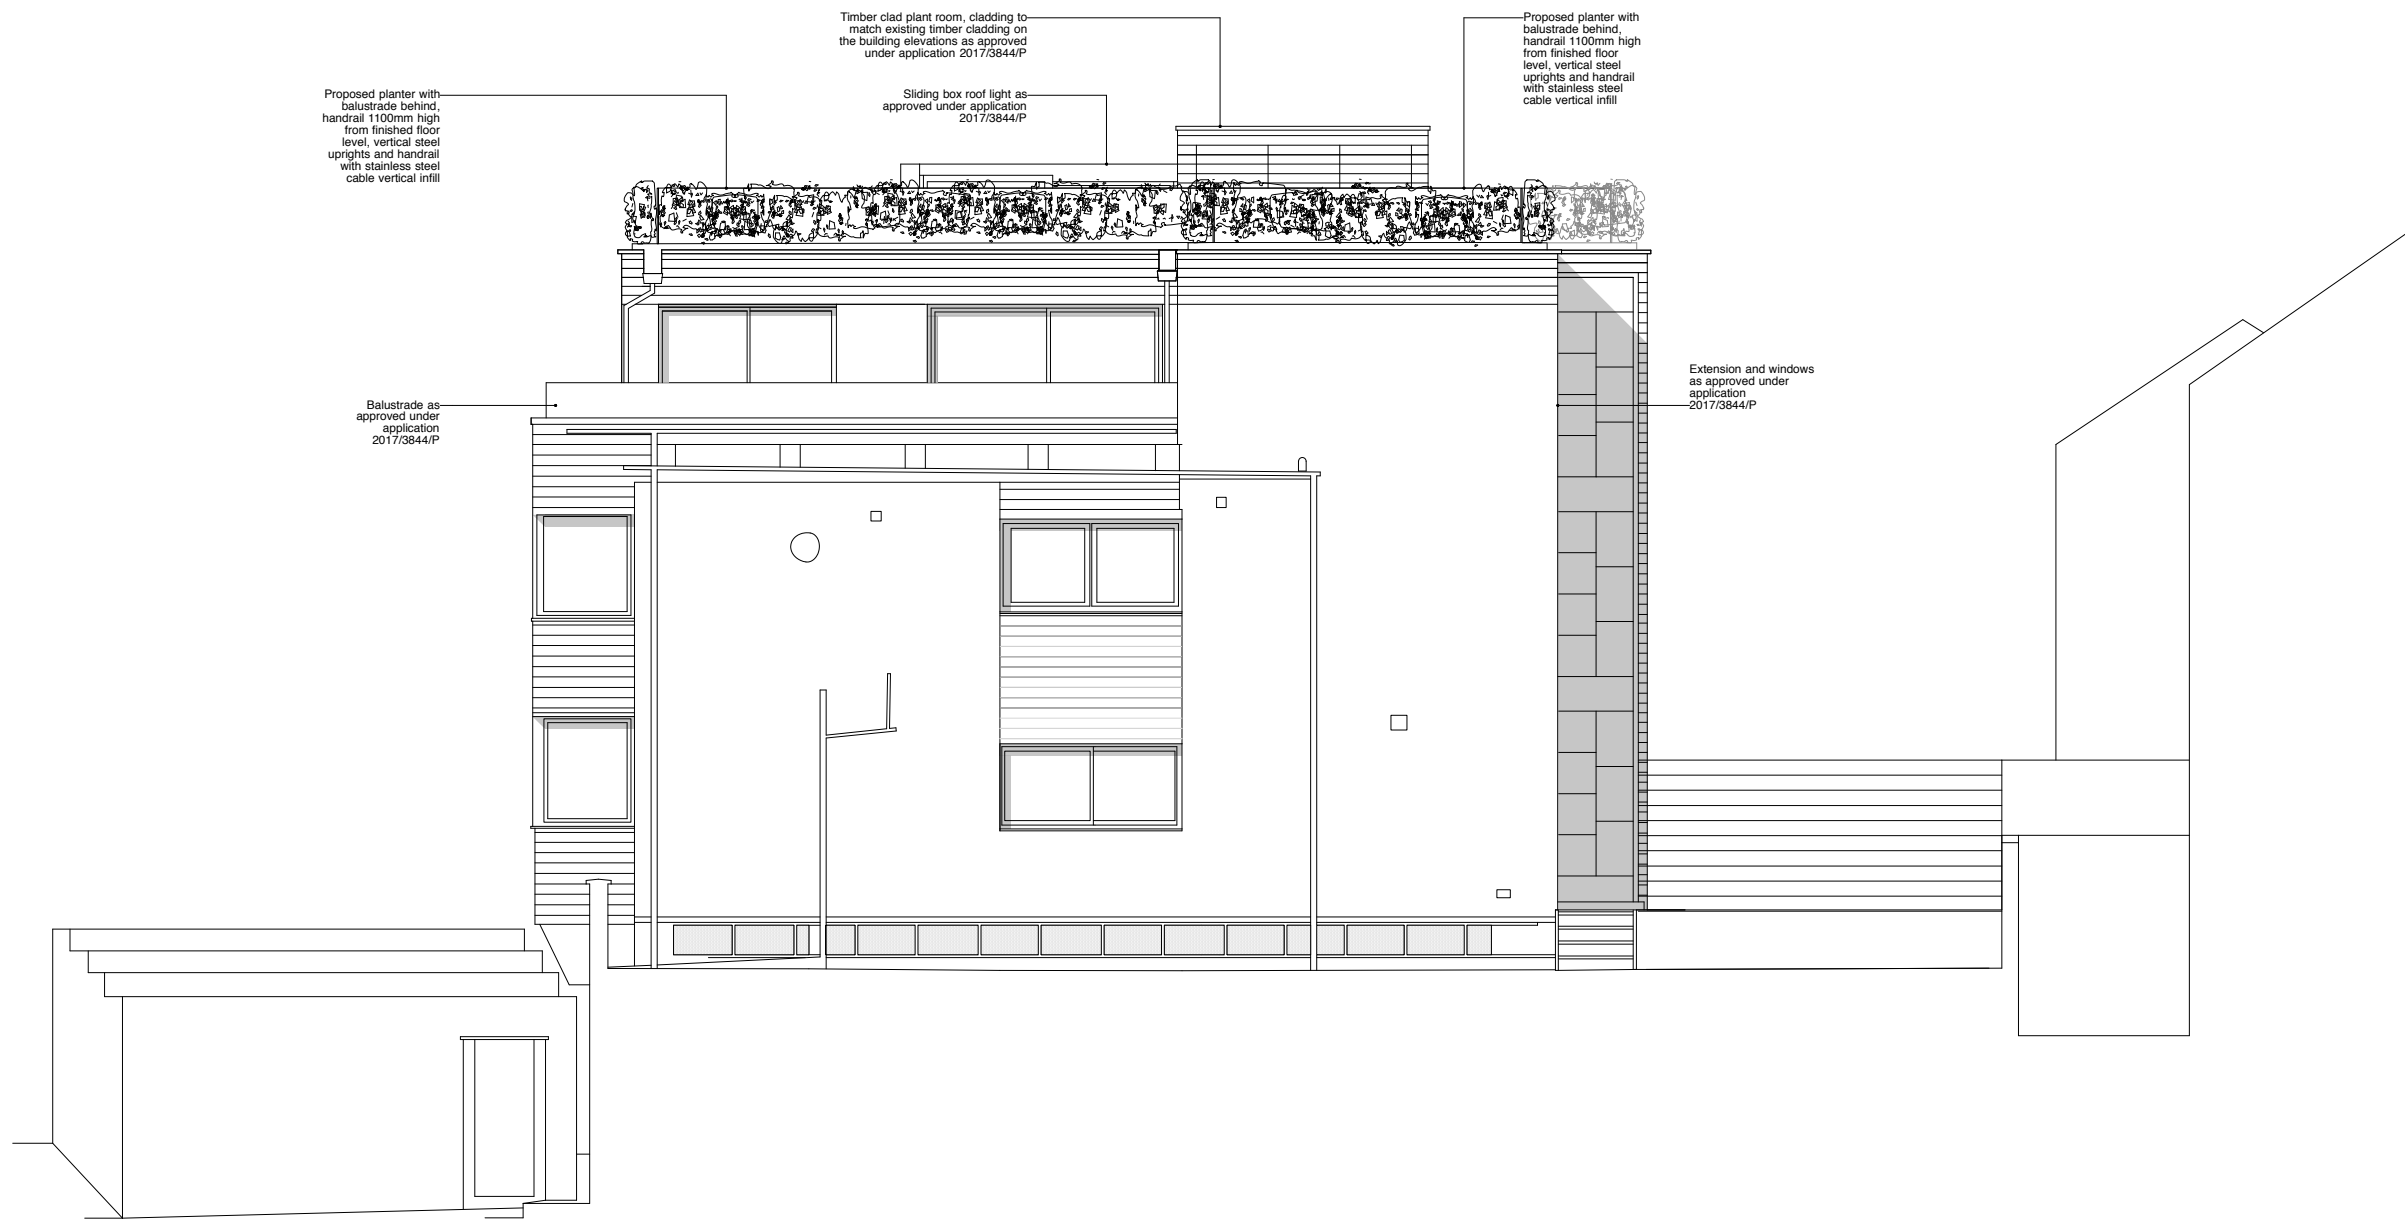 Timber clad plant room, cladding to
match existing timber cladding on
the building elevations as approved
under application 2017/3844/P
Proposed planter with
balustrade behind,
handrail 1100mm high
from finished floor
level, vertical steel
uprights and handrail
with stainless steel
cable vertical infill
Proposed planter with
balustrade behind,
handrail 1100mm high
from finished floor
level, vertical steel
uprights and handrail
with stainless steel
cable vertical infill
Sliding box roof light as
approved under application
2017/3844/P
Extension and windows
as approved under
application
2017/3844/P
Balustrade as
approved under
application
2017/3844/P